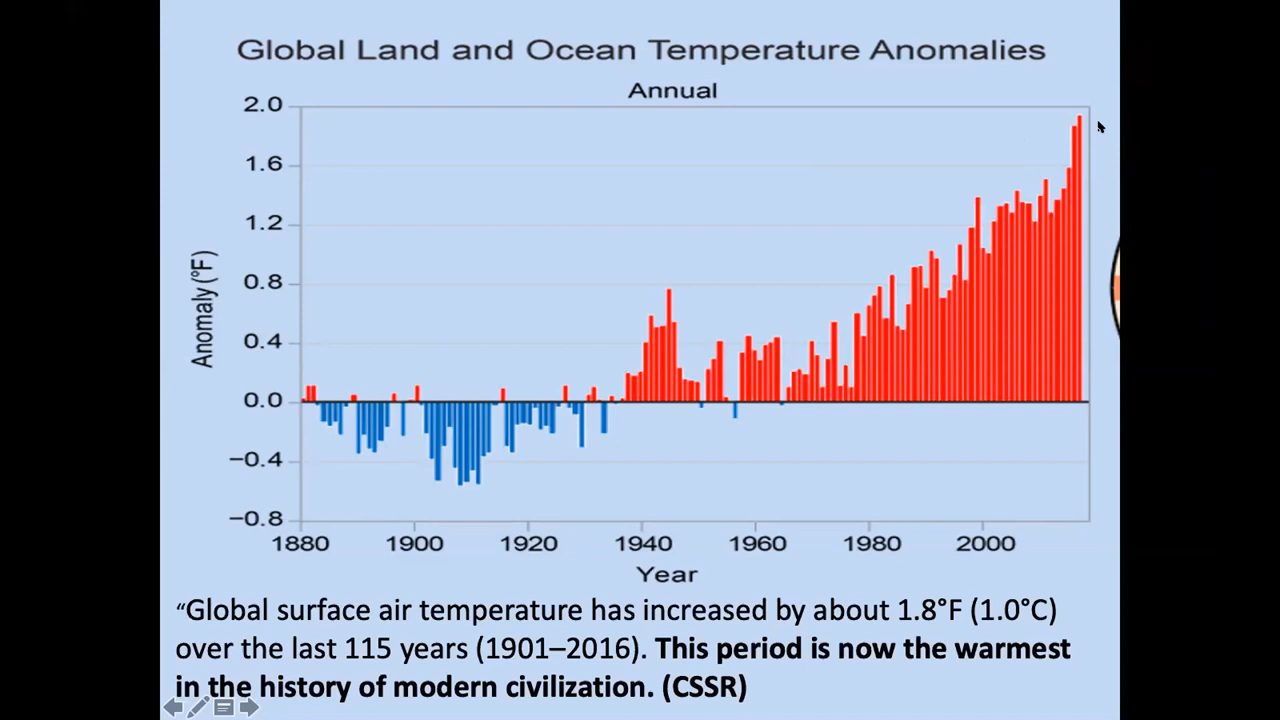 Global Land and Ocean Temperature Anomalies
Annual
2.0
1.6
1.2
0.8
0.4
0.0
−0.4
−0.8
Anomaly (°F)
1880 1900 1920 1940 1960 1980 2000
Year
“Global surface air temperature has increased by about 1.8°F (1.0°C)
over the last 115 years (1901–2016). This period is now the warmest
in the history of modern civilization. (CSSR)